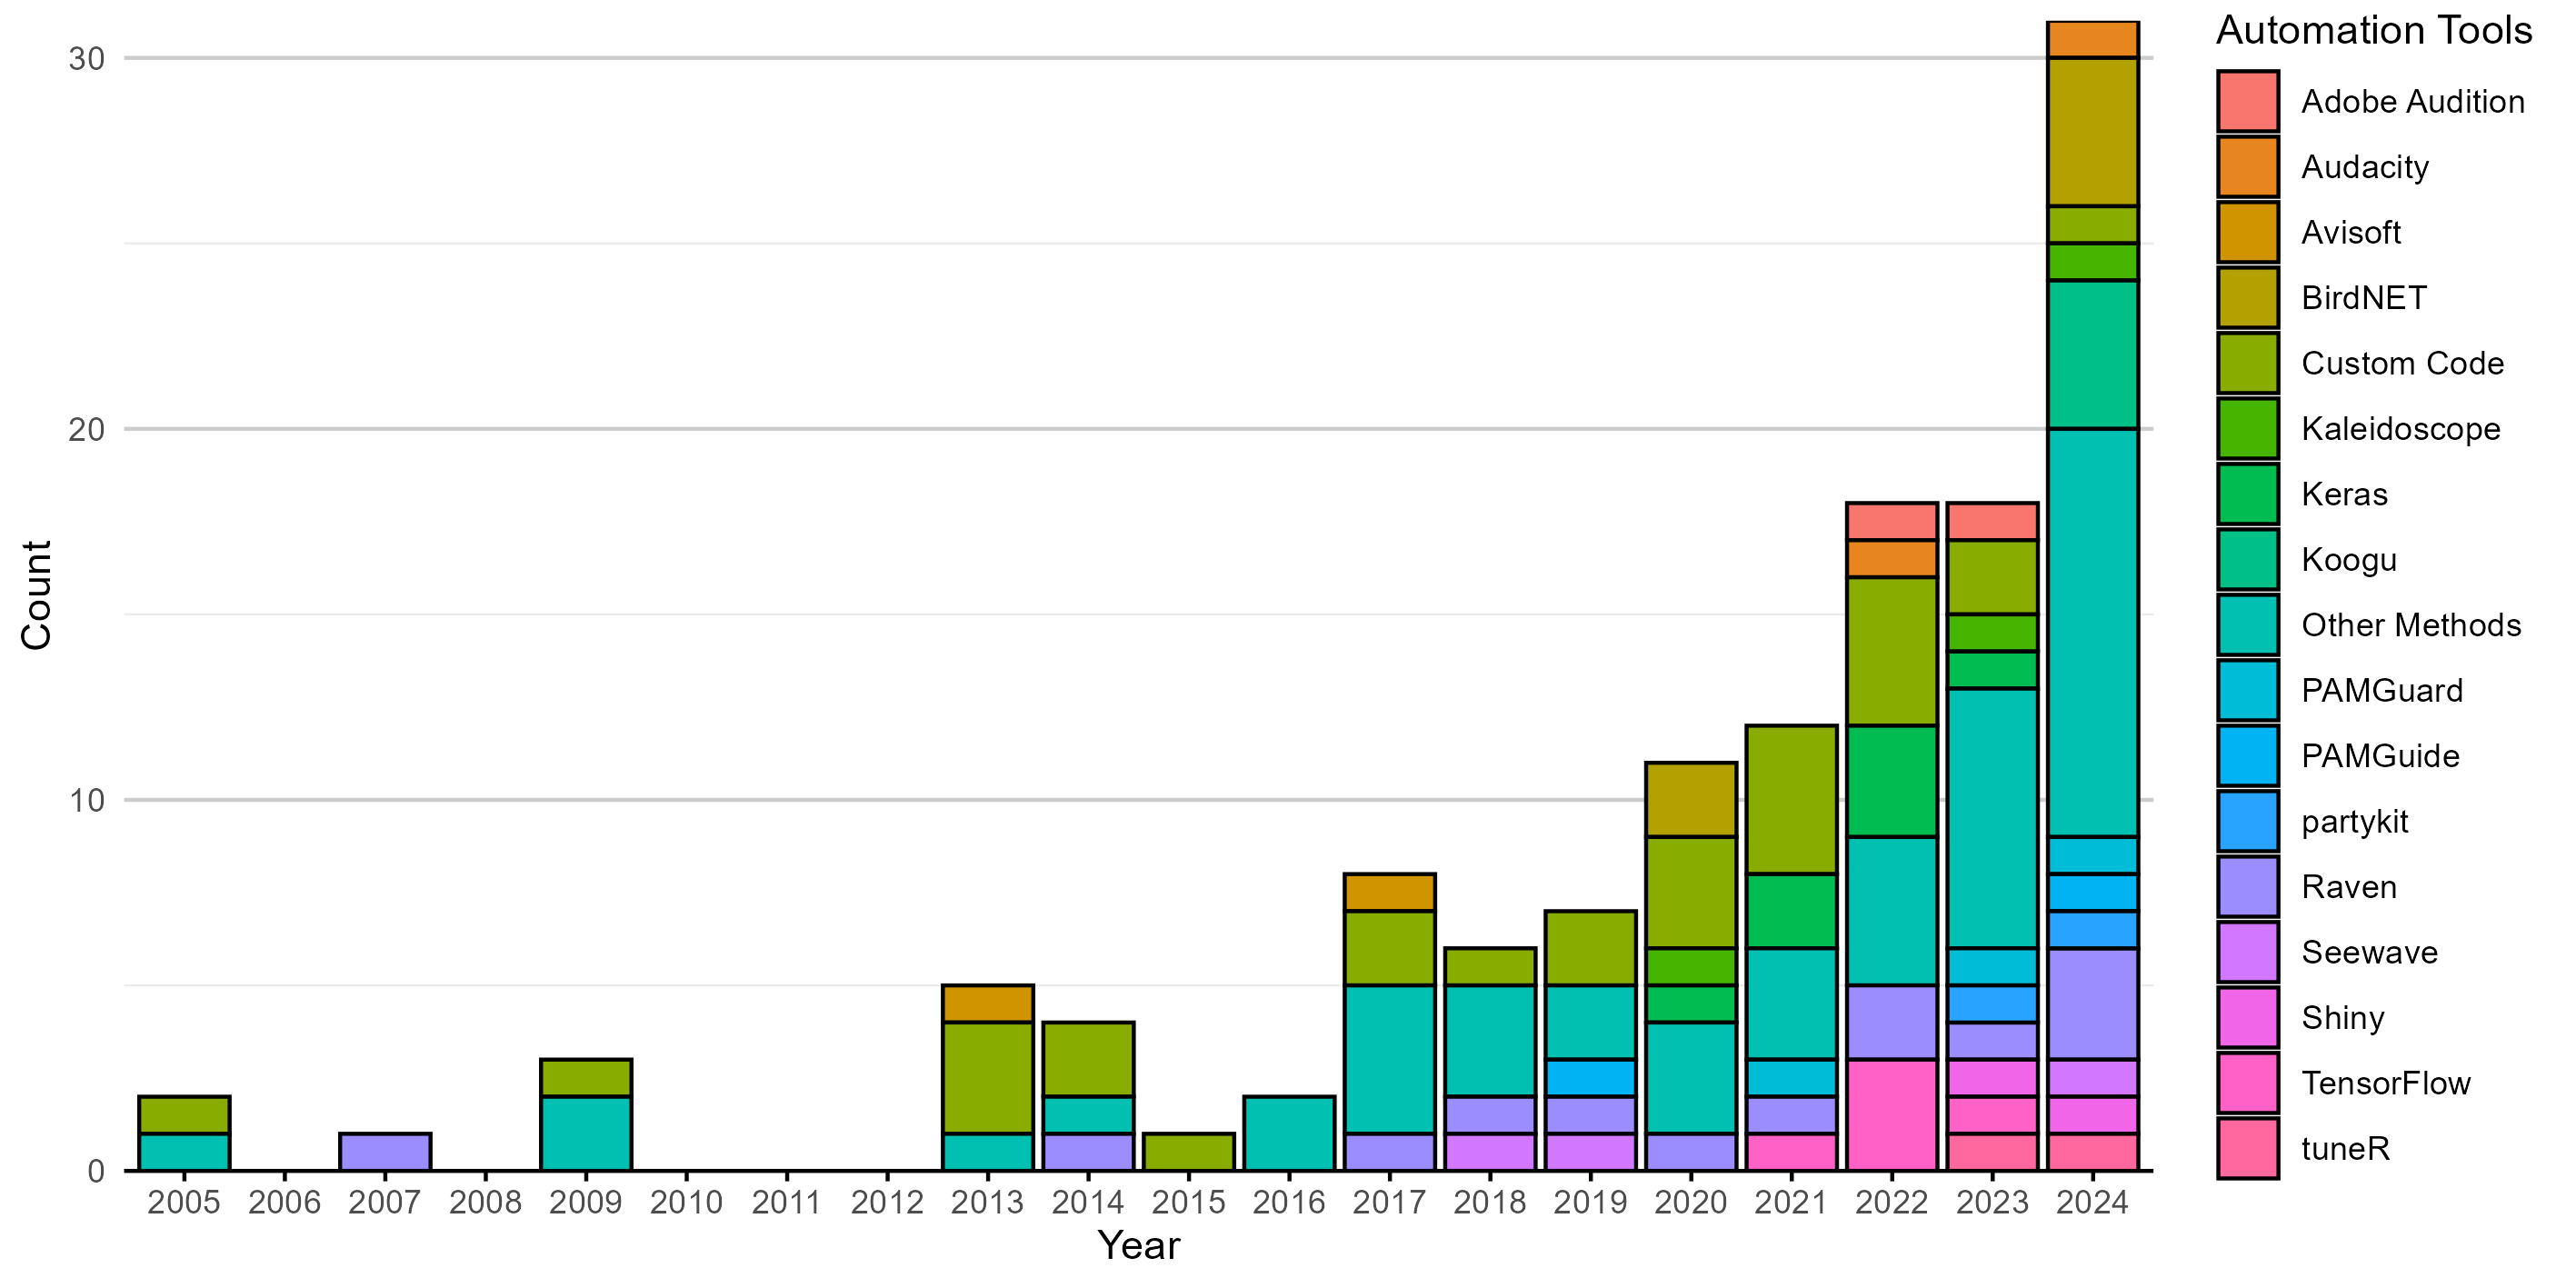 Automation Tools
Adobe Audition
Audacity
Avisoft
BirdNET
Custom Code
Kaleidoscope
Keras
Koogu
Other Methods
PAMGuard
PAMGuide
partykit
Raven
Seewave
Shiny
TensorFlow
tuneR
Count
30
20
10
0
2005 2006 2007 2008 2009 2010 2011 2012 2013 2014 2015 2016 2017 2018 2019 2020 2021 2022 2023 2024
Year